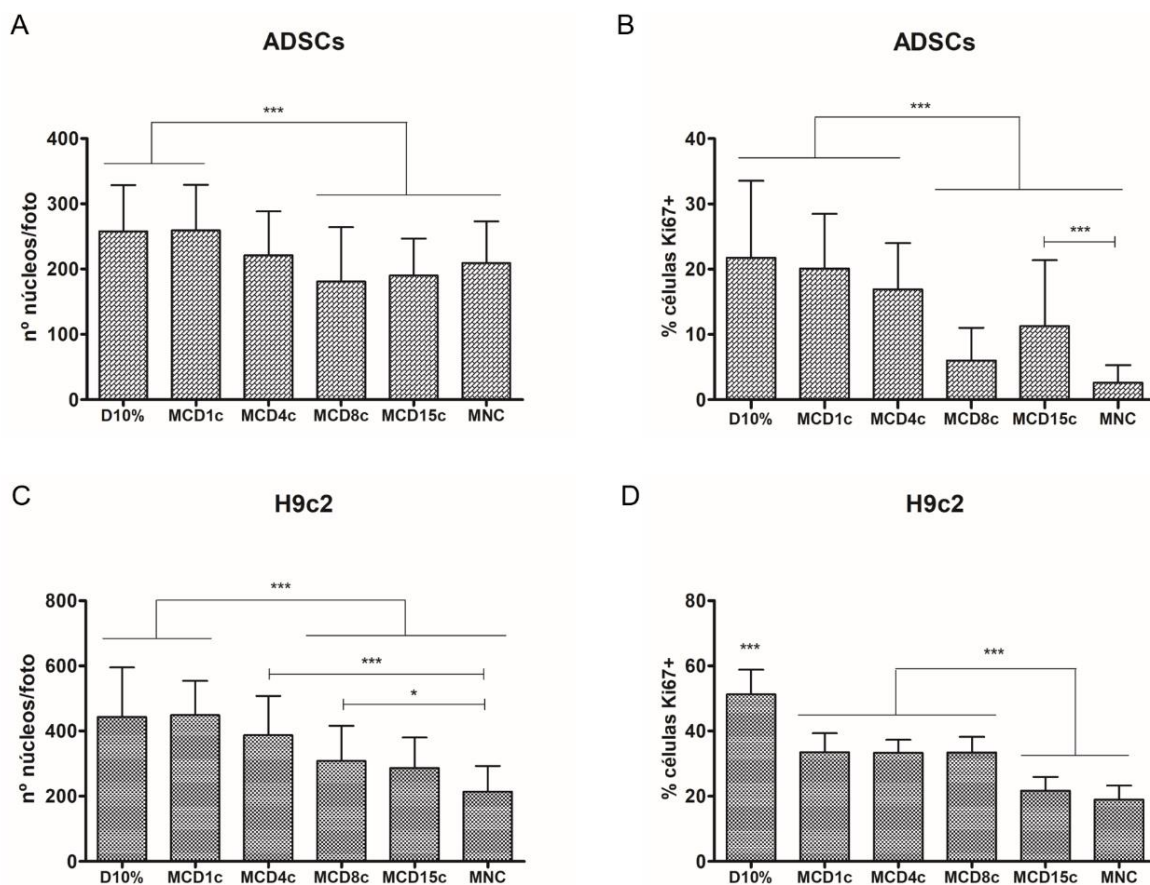 A
ADSCs
***
nº núcleos/foto
400
300
200
100
0
D10% MCD1c MCD4c MCD8c MCD15c MNC
B
ADSCs
***
***
% células Ki67+
40
30
20
10
0
D10% MCD1c MCD4c MCD8c MCD15c MNC
C
H9c2
***
***
*
nº núcleos/foto
800
600
400
200
0
D10% MCD1c MCD4c MCD8c MCD15c MNC
D
H9c2
***
***
% células Ki67+
80
60
40
20
0
D10% MCD1c MCD4c MCD8c MCD15c MNC